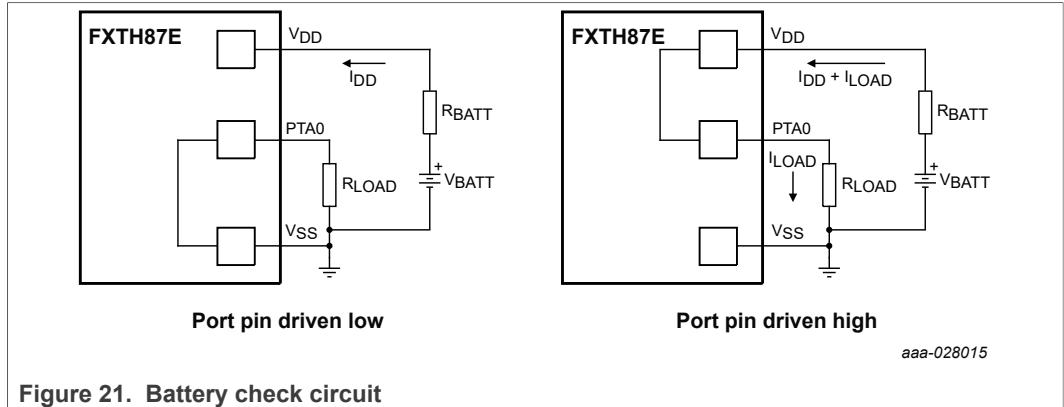 FXTH87E
VDD
IDD
RBATT
PTA0
RLOAD
+
VBATT
VSS
Port pin driven low
FXTH87E
VDD
IDD + ILOAD
RBATT
PTA0
ILOAD
RLOAD
+
VBATT
VSS
Port pin driven high
aaa-028015
Figure 21. Battery check circuit